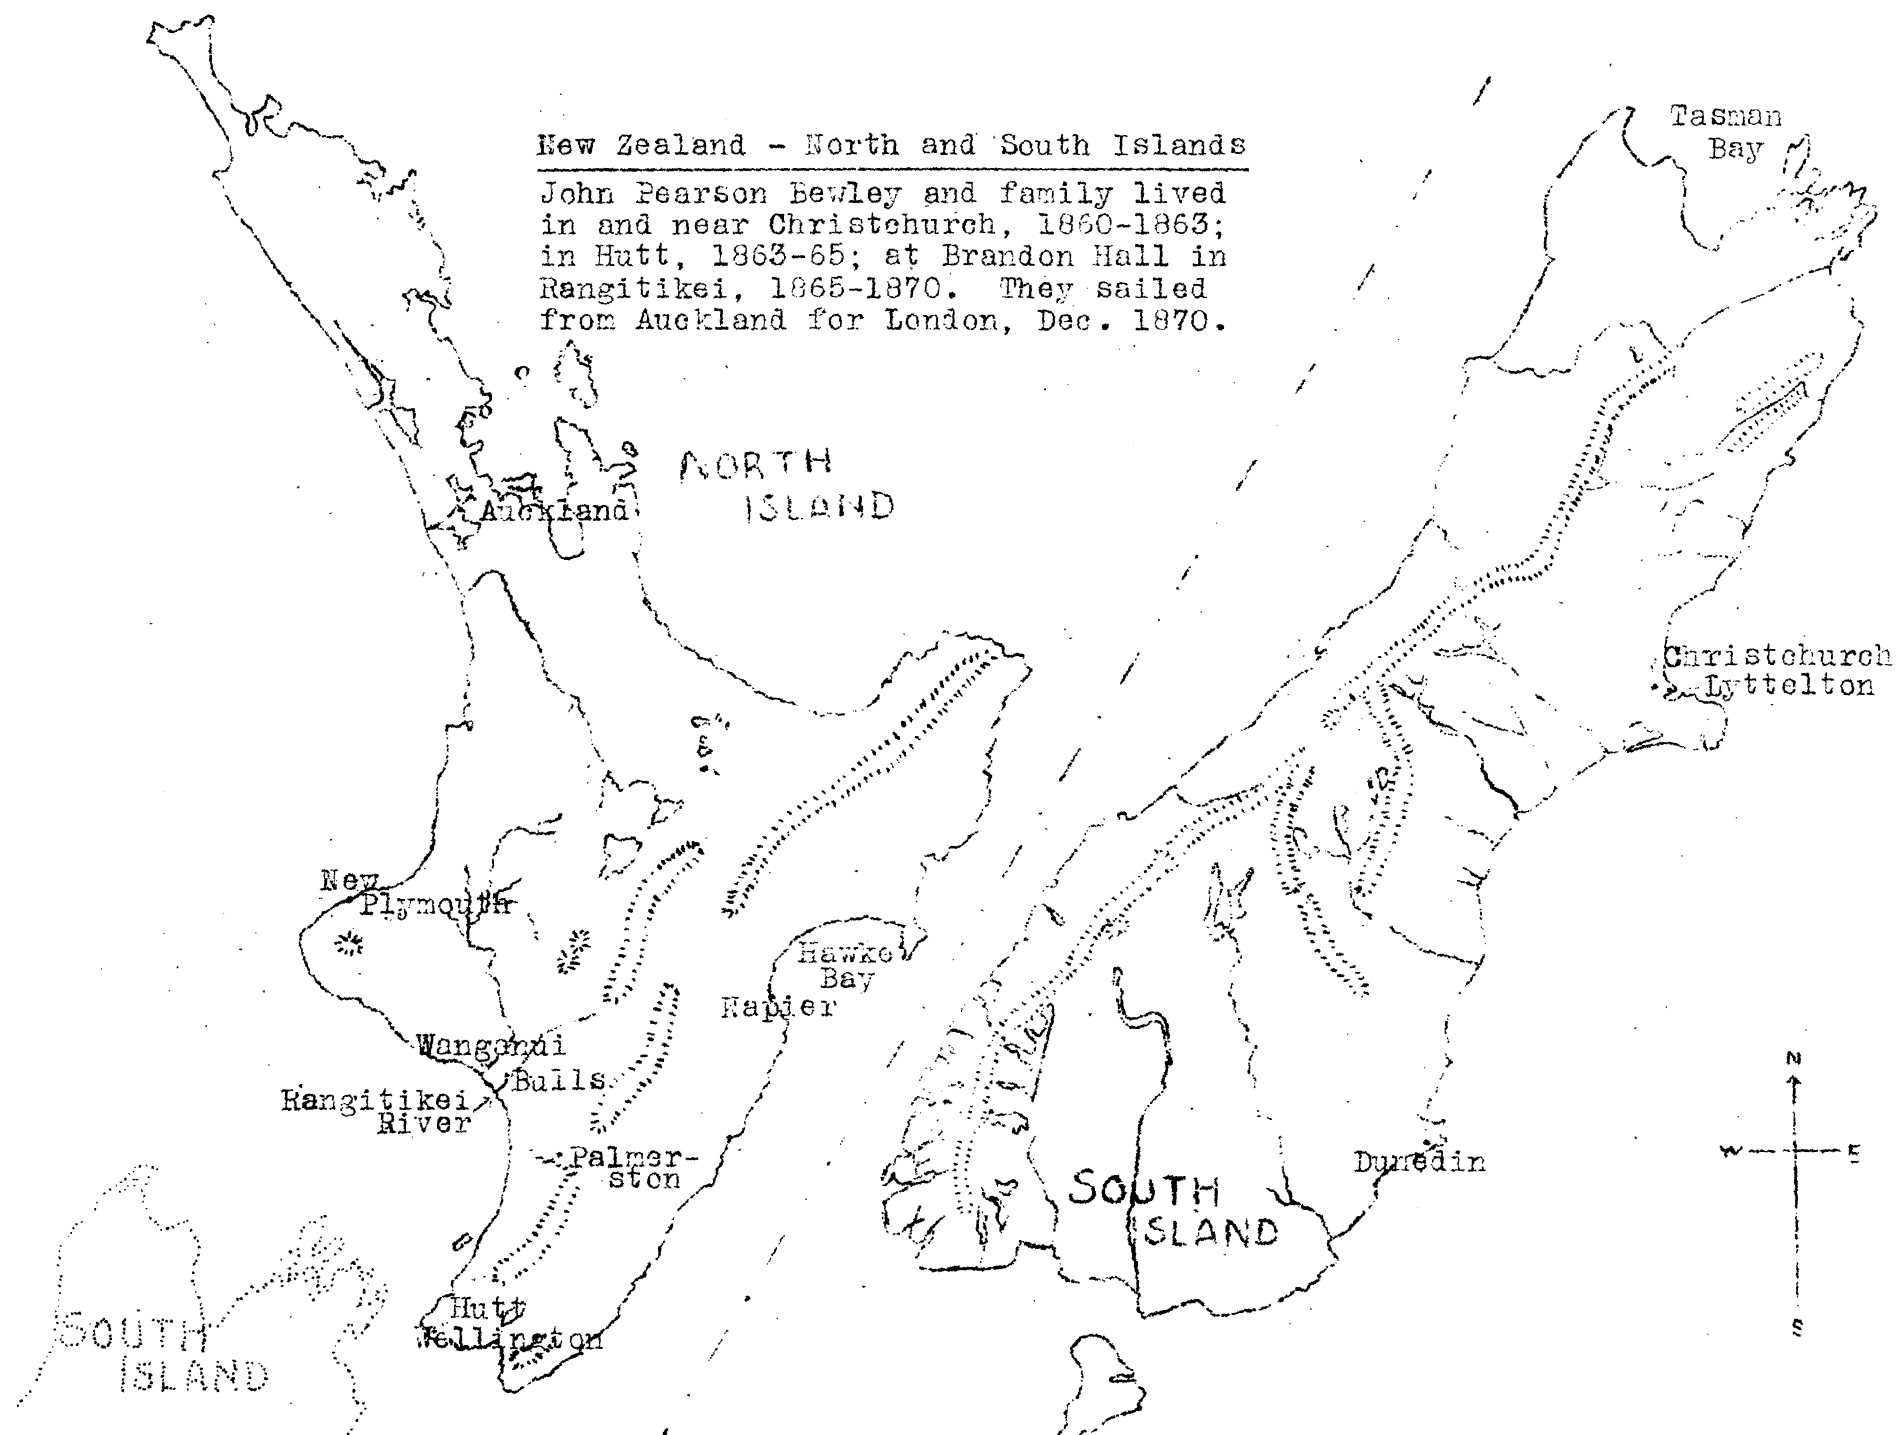 New Zealand - North and South Islands
John Pearson Bewley and family lived
in and near Christchurch, 1860-1863;
in Hutt, 1863-65; at Brandon Hall in
Rangitikei, 1865-1870. They sailed
from Auckland for London, Dec. 1870.
Tasman
Bay
NORTH
ISLAND
Auckland
Christchurch
Lyttelton
New
Plymouth
Hawke
Bay
Napier
Wanganui
Bulls
Rangitikei
River
Palmer-
ston
Dunedin
SOUTH
ISLAND
N
W E
S
Hutt
Wellington
SOUTH
ISLAND